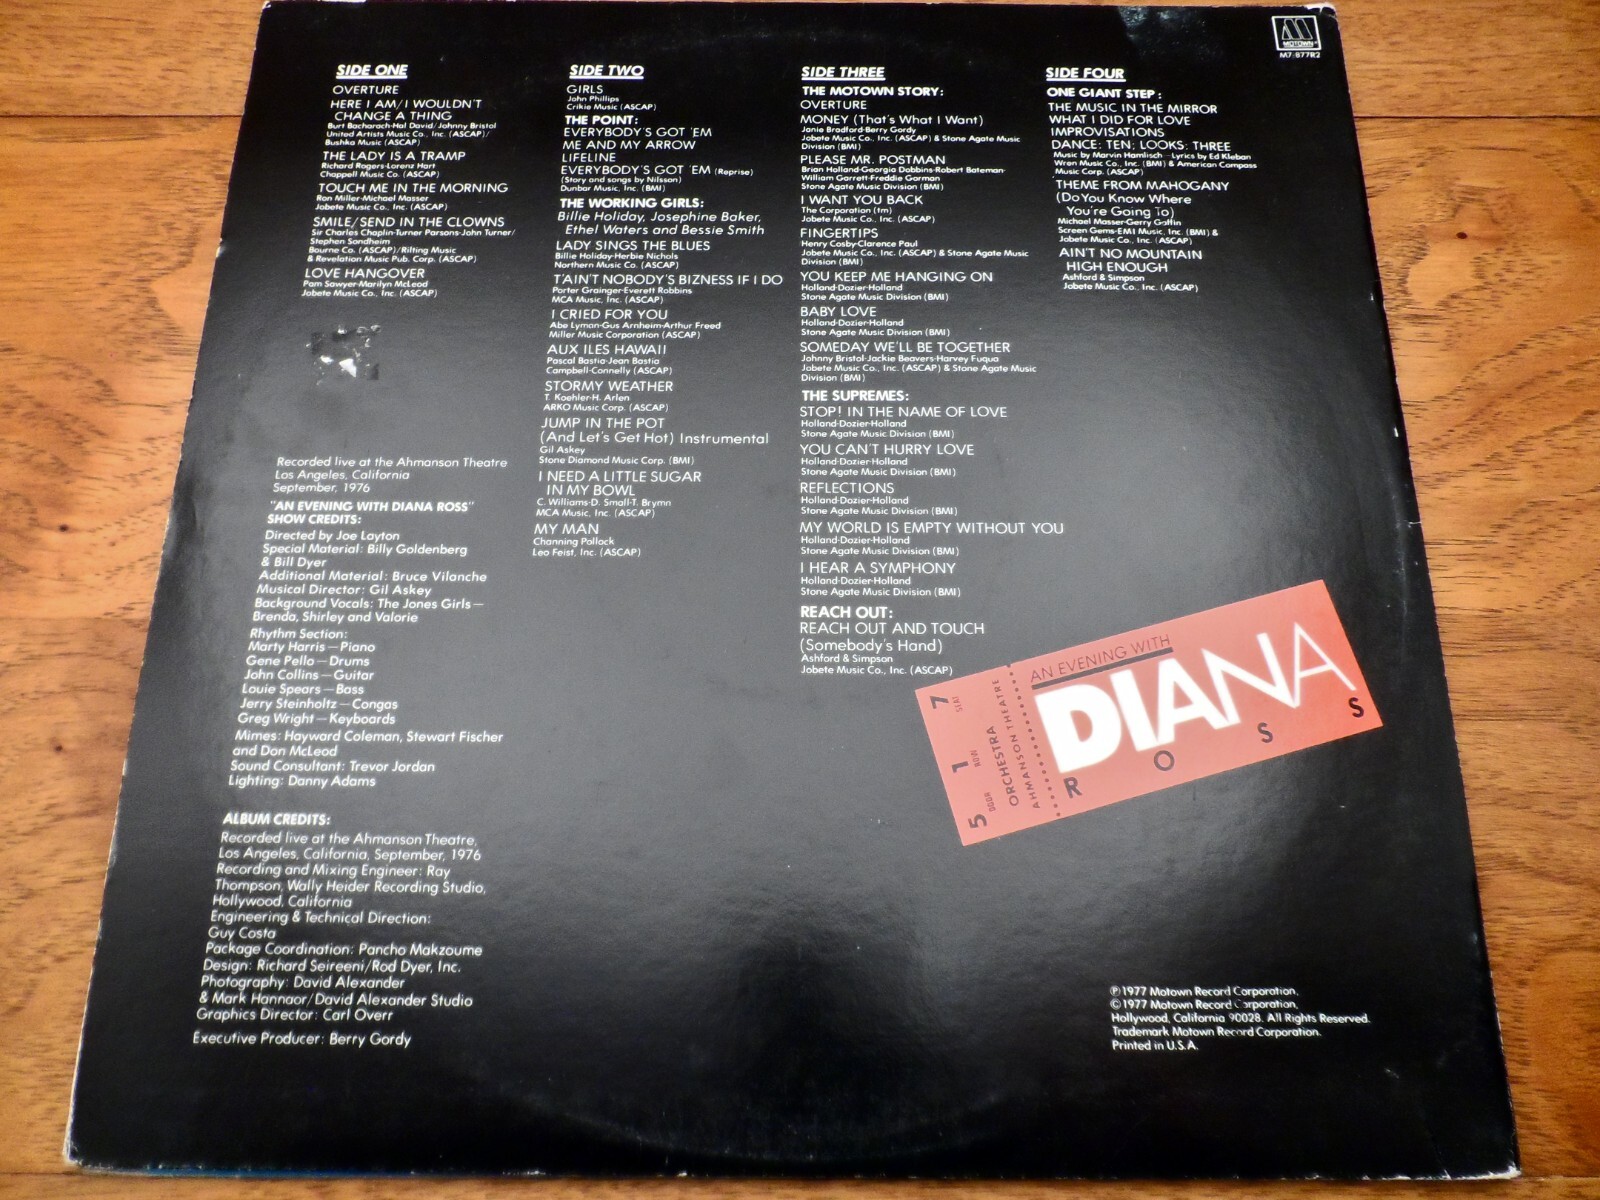 MOTOWN
M7-877R2
SIDE ONE
OVERTURE
HERE I AM/I WOULDN'T
CHANGE A THING
Burt Bacharach-Hal David/Johnny Bristol
United Artists Music Co., Inc. (ASCAP)/
Bushka Music (ASCAP)
THE LADY IS A TRAMP
Richard Rogers-Lorenz Hart
Chappell Music Co. (ASCAP)
TOUCH ME IN THE MORNING
Ron Miller-Michael Masser
Jobete Music Co., Inc. (ASCAP)
SMILE/SEND IN THE CLOWNS
Sir Charles Chaplin-Turner Parsons-John Turner/
Stephen Sondheim
Bourne Co. (ASCAP)/Rilting Music
& Revelation Music Pub. Corp. (ASCAP)
LOVE HANGOVER
Pam Sawyer-Marilyn McLeod
Jobete Music Co., Inc. (ASCAP)
Recorded live at the Ahmanson Theatre
Los Angeles, California
September, 1976
"AN EVENING WITH DIANA ROSS"
SHOW CREDITS:
Directed by Joe Layton
Special Material: Billy Goldenberg
& Bill Dyer
Additional Material: Bruce Vilanche
Musical Director: Gil Askey
Background Vocals: The Jones Girls—
Brenda, Shirley and Valorie
Rhythm Section:
Marty Harris—Piano
Gene Pello—Drums
John Collins—Guitar
Louie Spears—Bass
Jerry Steinholtz—Congas
Greg Wright—Keyboards
Mimes: Hayward Coleman, Stewart Fischer
and Don McLeod
Sound Consultant: Trevor Jordan
Lighting: Danny Adams
ALBUM CREDITS:
Recorded live at the Ahmanson Theatre,
Los Angeles, California, September, 1976
Recording and Mixing Engineer: Ray
Thompson, Wally Heider Recording Studio,
Hollywood, California
Engineering & Technical Direction:
Guy Costa
Package Coordination: Pancho Makzoume
Design: Richard Seireeni/Rod Dyer, Inc.
Photography: David Alexander
& Mark Hannaor/David Alexander Studio
Graphics Director: Carl Overr
Executive Producer: Berry Gordy
SIDE TWO
GIRLS
John Phillips
Crikie Music (ASCAP)
THE POINT:
EVERYBODY'S GOT 'EM
ME AND MY ARROW
LIFELINE
EVERYBODY'S GOT 'EM (Reprise)
(Story and songs by Nilsson)
Dunbar Music, Inc. (BMI)
THE WORKING GIRLS:
Billie Holiday, Josephine Baker,
Ethel Waters and Bessie Smith
LADY SINGS THE BLUES
Billie Holiday-Herbie Nichols
Northern Music Co. (ASCAP)
T'AIN'T NOBODY'S BIZNESS IF I DO
Porter Grainger-Everett Robbins
MCA Music, Inc. (ASCAP)
I CRIED FOR YOU
Abe Lyman-Gus Arnheim-Arthur Freed
Miller Music Corporation (ASCAP)
AUX ILES HAWAII
Pascal Bastia-Jean Bastia
Campbell-Connelly (ASCAP)
STORMY WEATHER
T. Koehler-H. Arlen
ARKO Music Corp. (ASCAP)
JUMP IN THE POT
(And Let's Get Hot) Instrumental
Gil Askey
Stone Diamond Music Corp. (BMI)
I NEED A LITTLE SUGAR
IN MY BOWL
C. Williams-D. Small-T. Brymn
MCA Music, Inc. (ASCAP)
MY MAN
Channing Pollock
Leo Feist, Inc. (ASCAP)
SIDE THREE
THE MOTOWN STORY:
OVERTURE
MONEY (That's What I Want)
Janie Bradford-Berry Gordy
Jobete Music Co., Inc. (ASCAP) & Stone Agate Music
Division (BMI)
PLEASE MR. POSTMAN
Brian Holland-Georgia Dobbins-Robert Bateman-
William Garrett-Freddie Gorman
Stone Agate Music Division (BMI)
I WANT YOU BACK
The Corporation (tm)
Jobete Music Co., Inc. (ASCAP)
FINGERTIPS
Henry Cosby-Clarence Paul
Jobete Music Co., Inc. (ASCAP) & Stone Agate Music
Division (BMI)
YOU KEEP ME HANGING ON
Holland-Dozier-Holland
Stone Agate Music Division (BMI)
BABY LOVE
Holland-Dozier-Holland
Stone Agate Music Division (BMI)
SOMEDAY WE'LL BE TOGETHER
Johnny Bristol-Jackie Beavers-Harvey Fuqua
Jobete Music Co., Inc. (ASCAP) & Stone Agate Music
Division (BMI)
THE SUPREMES:
STOP! IN THE NAME OF LOVE
Holland-Dozier-Holland
Stone Agate Music Division (BMI)
YOU CAN'T HURRY LOVE
Holland-Dozier-Holland
Stone Agate Music Division (BMI)
REFLECTIONS
Holland-Dozier-Holland
Stone Agate Music Division (BMI)
MY WORLD IS EMPTY WITHOUT YOU
Holland-Dozier-Holland
Stone Agate Music Division (BMI)
I HEAR A SYMPHONY
Holland-Dozier-Holland
Stone Agate Music Division (BMI)
REACH OUT:
REACH OUT AND TOUCH
(Somebody's Hand)
Ashford & Simpson
Jobete Music Co., Inc. (ASCAP)
SIDE FOUR
ONE GIANT STEP:
THE MUSIC IN THE MIRROR
WHAT I DID FOR LOVE
IMPROVISATIONS
DANCE: TEN; LOOKS: THREE
Music by Marvin Hamlisch—Lyrics by Ed Kleban
Wren Music Co., Inc. (BMI) & American Compass
Music Corp. (ASCAP)
THEME FROM MAHOGANY
(Do You Know Where
You're Going To)
Michael Masser-Gerry Goffin
Screen Gems-EMI Music, Inc. (BMI) &
Jobete Music Co., Inc. (ASCAP)
AIN'T NO MOUNTAIN
HIGH ENOUGH
Ashford & Simpson
Jobete Music Co., Inc. (ASCAP)
5 DOOR 1 ROW 7 SEAT
ORCHESTRA
AHMANSON THEATRE
AN EVENING WITH
DIANA
ROSS
℗1977 Motown Record Corporation.
©1977 Motown Record Corporation.
Hollywood, California 90028. All Rights Reserved.
Trademark Motown Record Corporation.
Printed in U.S.A.